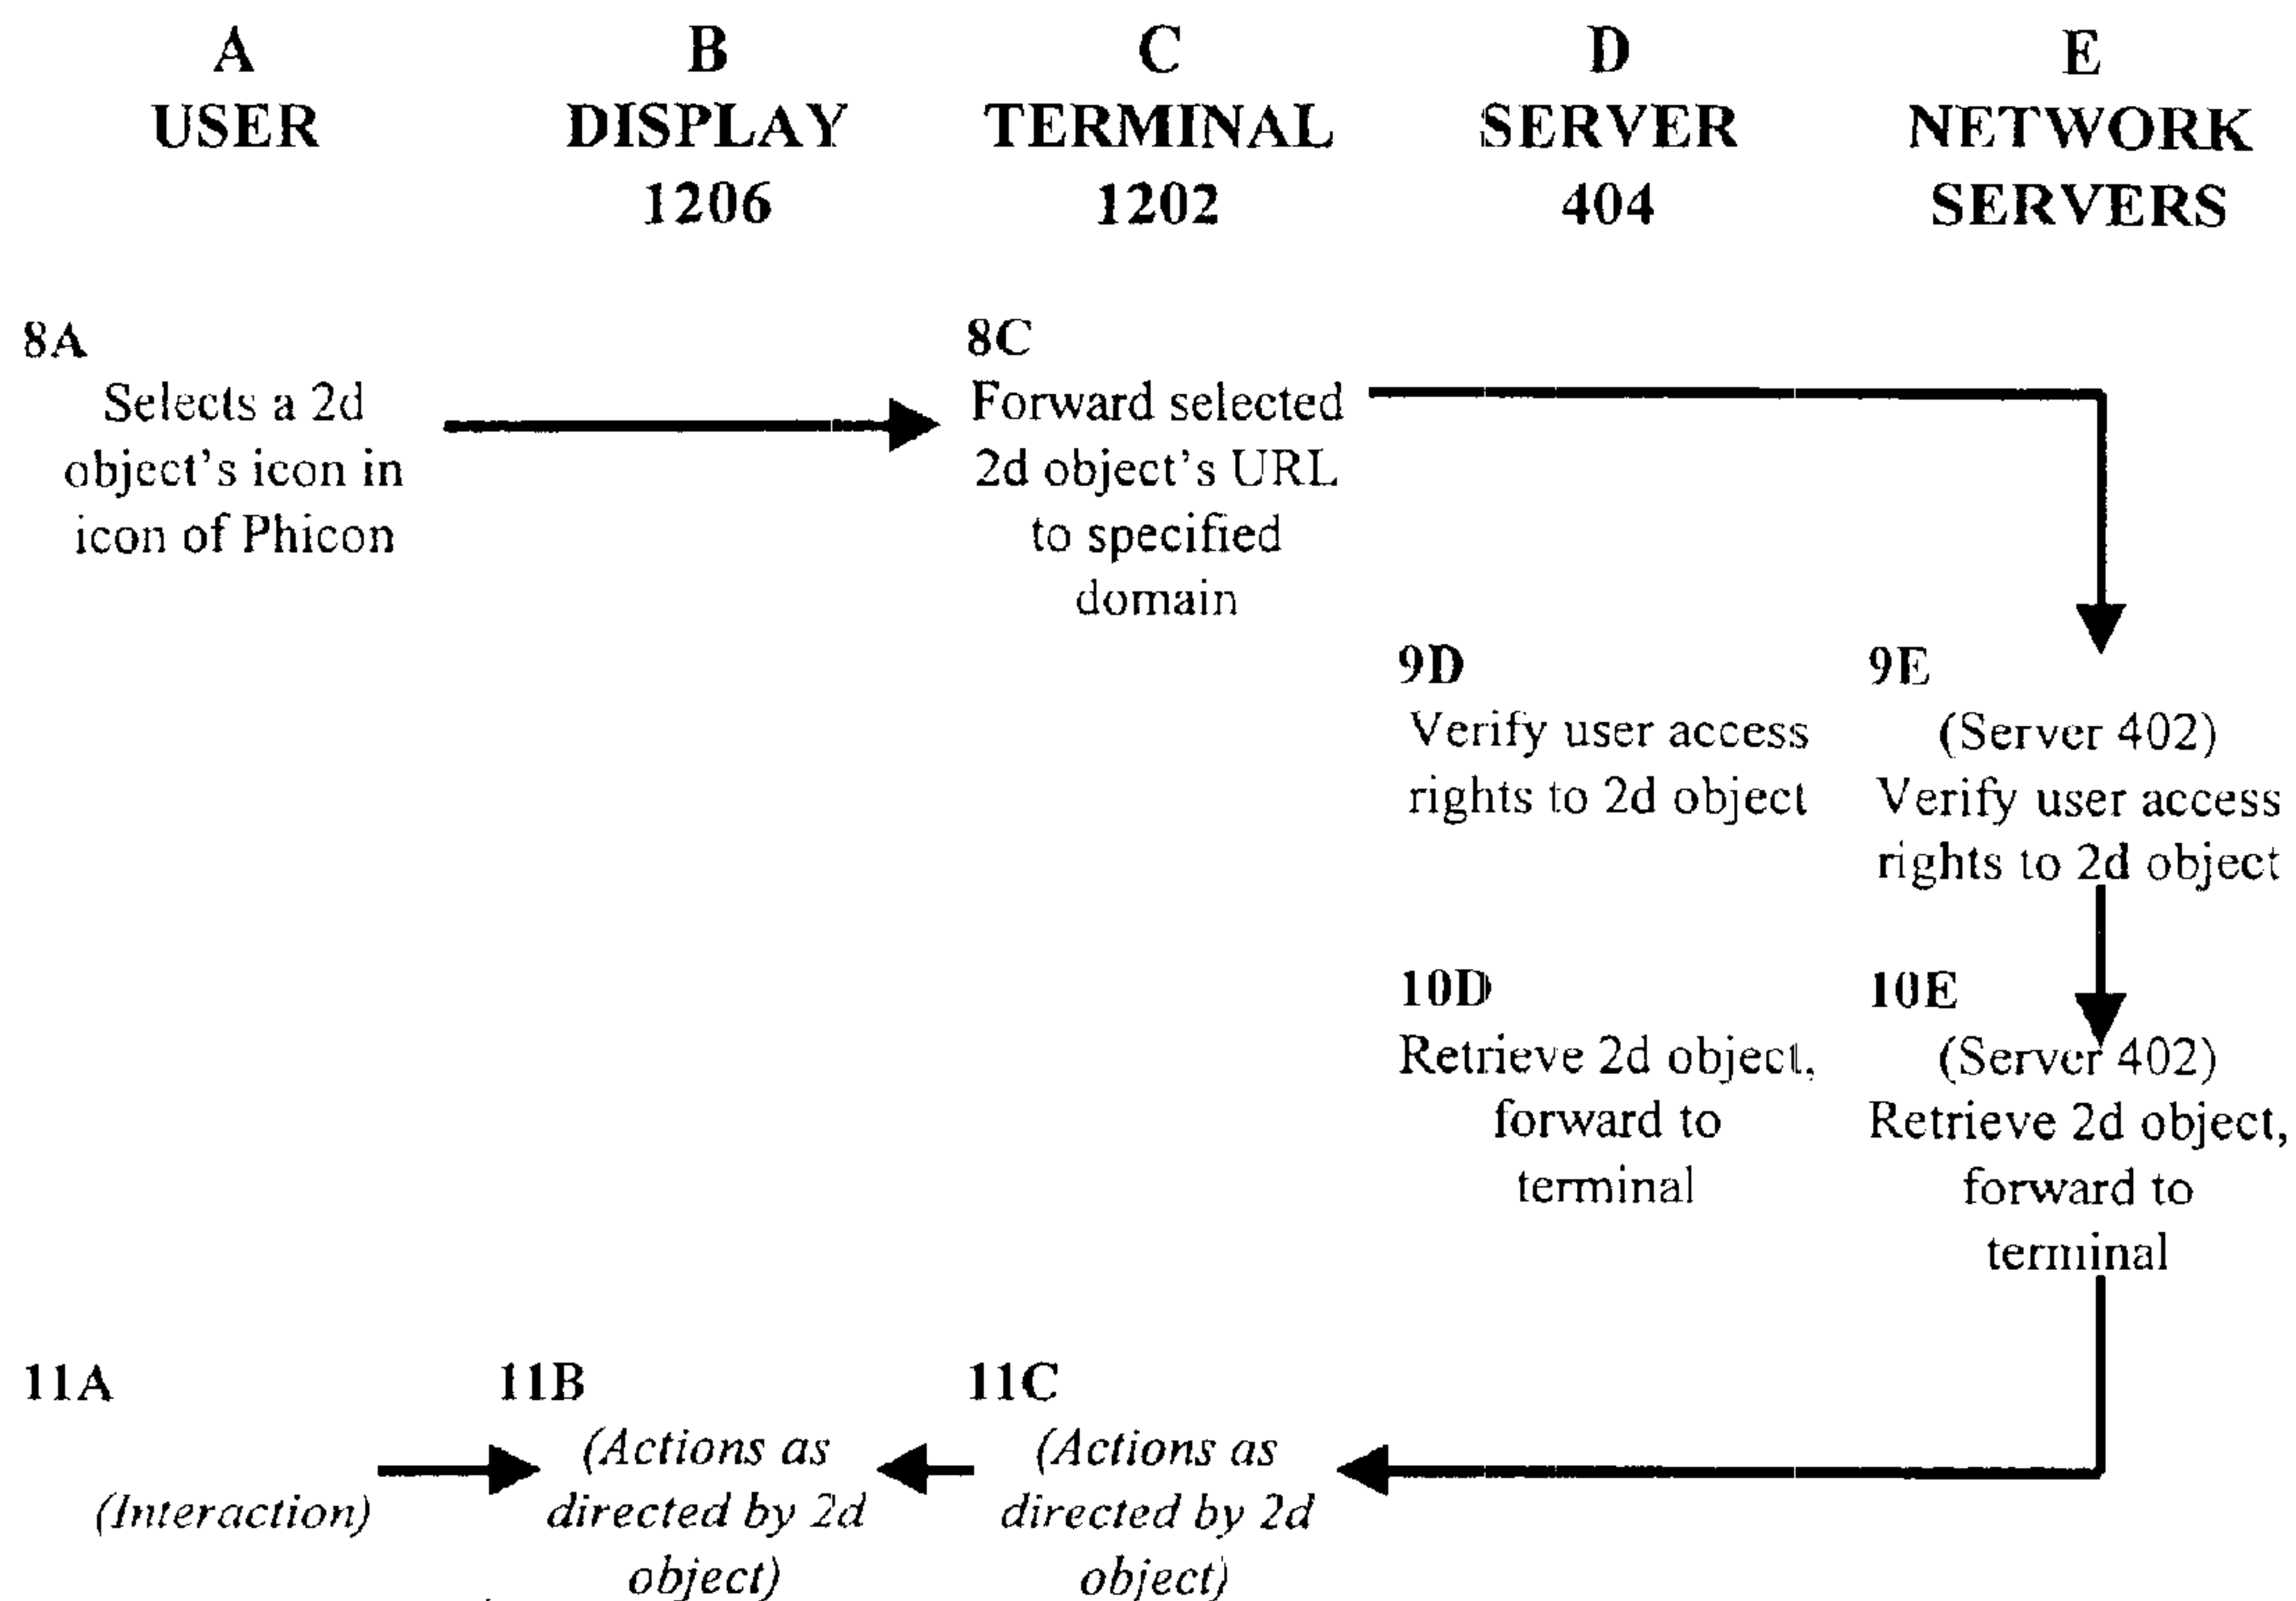 A B C D E
USER DISPLAY TERMINAL SERVER NETWORK
1206 1202 404 SERVERS
8A
Selects a 2d
object's icon in
icon of Phicon
8C
Forward selected
2d object's URL
to specified
domain
9D
Verify user access
rights to 2d object
9E
(Server 402)
Verify user access
rights to 2d object
10D
Retrieve 2d object,
forward to
terminal
10E
(Server 402)
Retrieve 2d object,
forward to
terminal
11A
(Interaction)
11B
(Actions as
directed by 2d
object)
11C
(Actions as
directed by 2d
object)